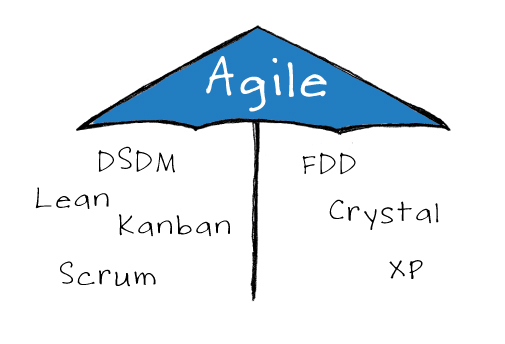 Agile
DSDM
FDD
Lean
Kanban
Crystal
Scrum
XP